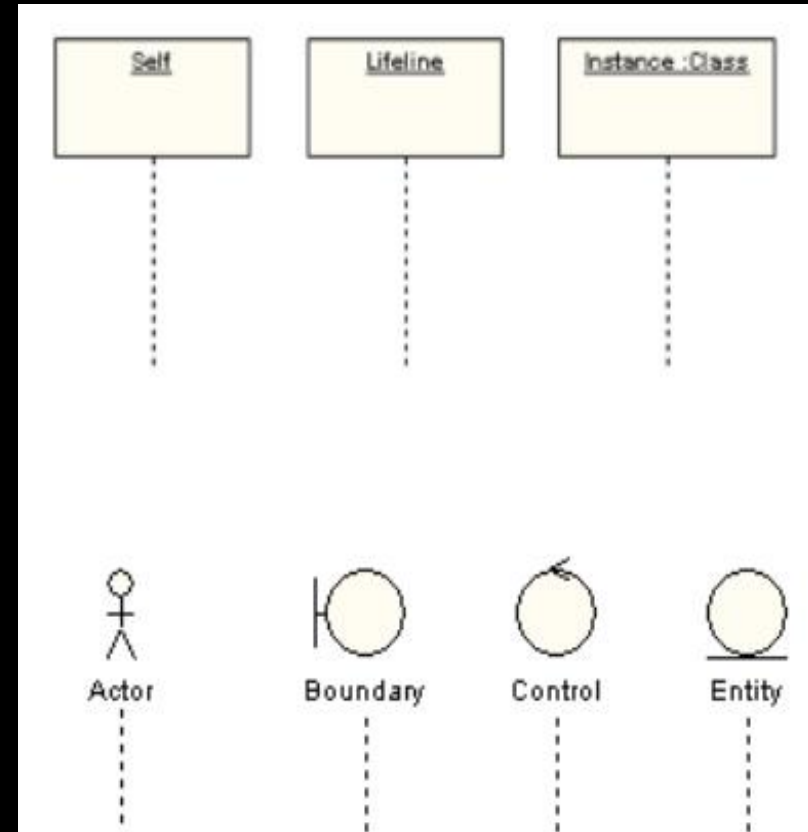 Self
Lifeline
Instance :Class
Actor
Boundary
Control
Entity